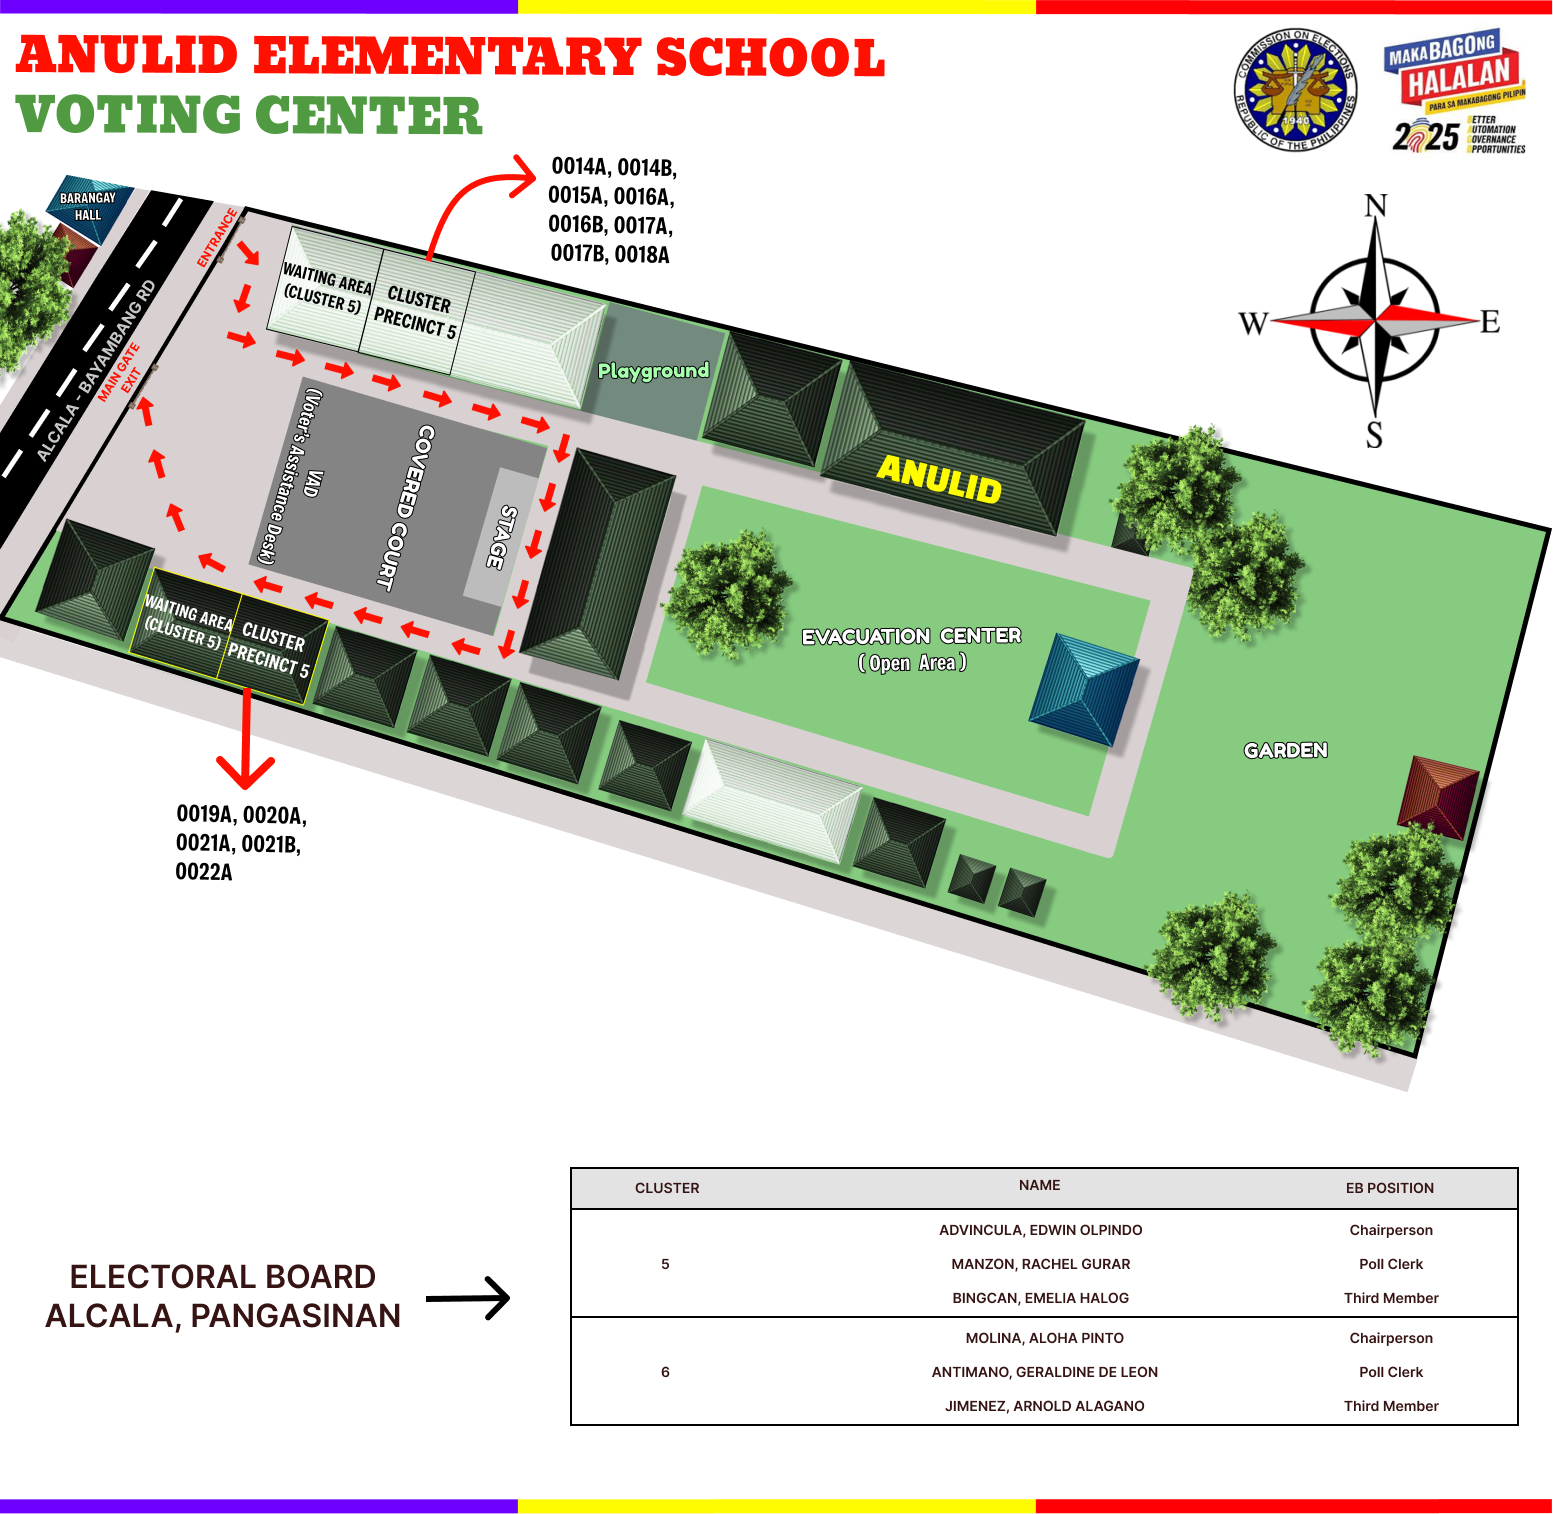 ANULID ELEMENTARY SCHOOL
VOTING CENTER
COMMISSION ON ELECTIONS
REPUBLIC OF THE PHILIPPINES
1940
MAKABAGONG
HALALAN
PARA SA MAKABAGONG PILIPIN
2025
BETTER
AUTOMATION
GOVERNANCE
OPPORTUNITIES
0014A, 0014B,
0015A, 0016A,
0016B, 0017A,
0017B, 0018A
N
W
E
S
BARANGAY
HALL
ENTRANCE
ALCALA - BAYAMBANG RD
MAIN GATE
EXIT
WAITING AREA
(CLUSTER 5)
CLUSTER
PRECINCT 5
Playground
ANULID
(Voter's Assistance Desk)
VAD
COVERED COURT
STAGE
WAITING AREA
(CLUSTER 5)
CLUSTER
PRECINCT 5
EVACUATION CENTER
( Open Area )
GARDEN
0019A, 0020A,
0021A, 0021B,
0022A
ELECTORAL BOARD
ALCALA, PANGASINAN
CLUSTER NAME EB POSITION
ADVINCULA, EDWIN OLPINDO Chairperson
5 MANZON, RACHEL GURAR Poll Clerk
BINGCAN, EMELIA HALOG Third Member
MOLINA, ALOHA PINTO Chairperson
6 ANTIMANO, GERALDINE DE LEON Poll Clerk
JIMENEZ, ARNOLD ALAGANO Third Member